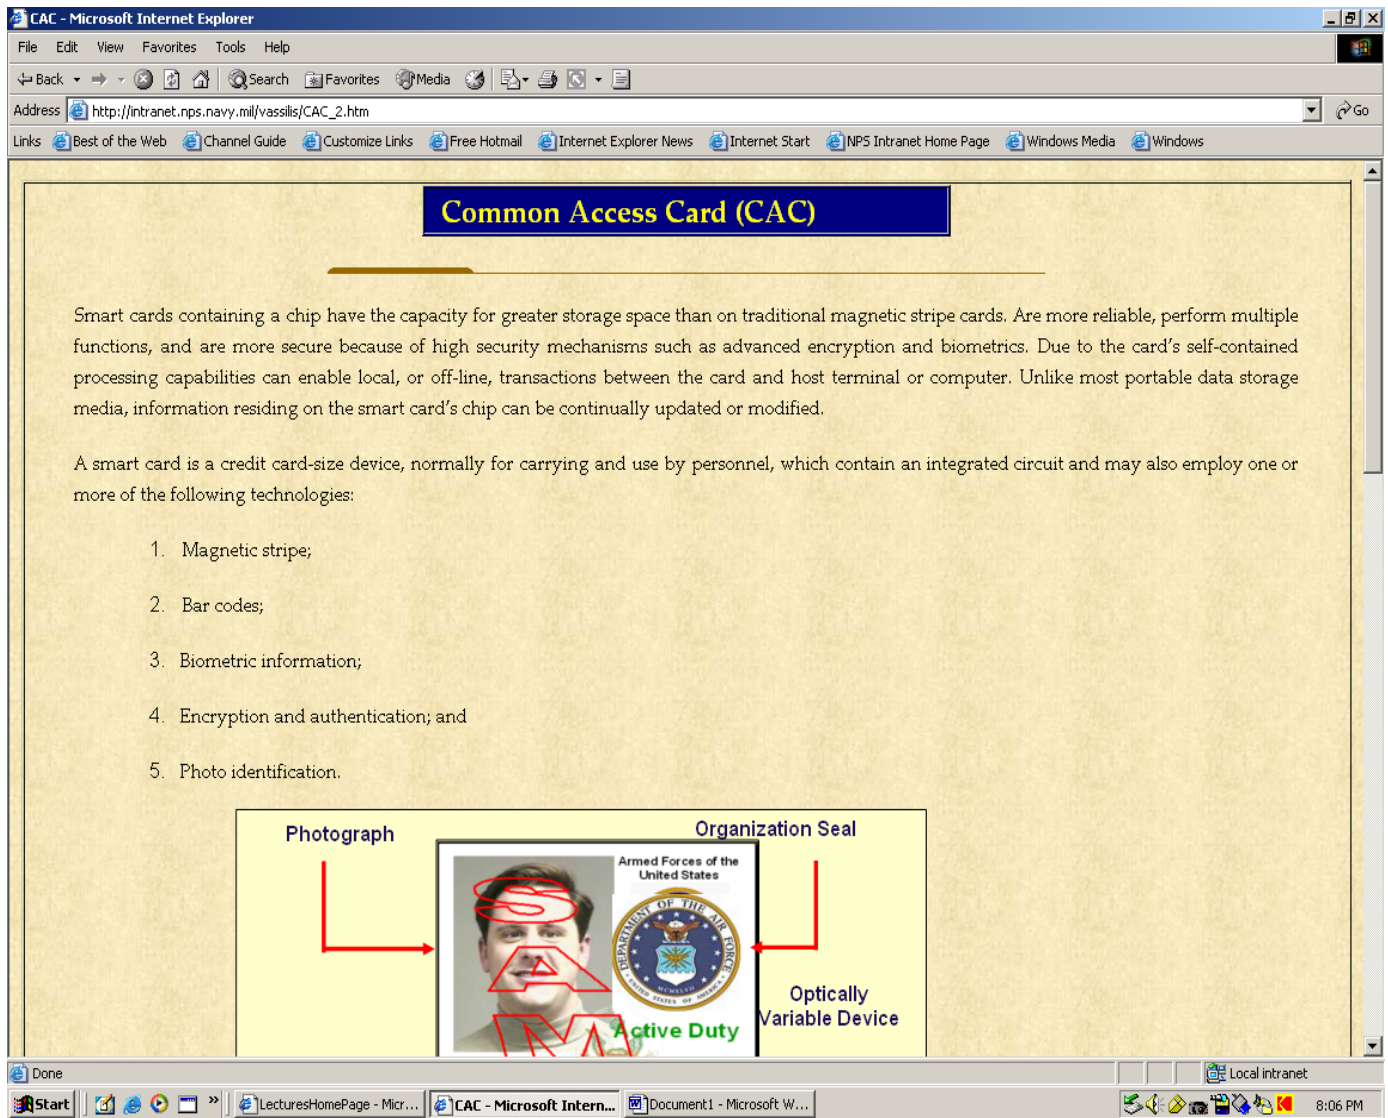 CAC - Microsoft Internet Explorer
File Edit View Favorites Tools Help
Back Search Favorites Media
Address http://intranet.nps.navy.mil/vassilis/CAC_2.htm Go
Links Best of the Web Channel Guide Customize Links Free Hotmail Internet Explorer News Internet Start NPS Intranet Home Page Windows Media Windows
Common Access Card (CAC)
Smart cards containing a chip have the capacity for greater storage space than on traditional magnetic stripe cards. Are more reliable, perform multiple
functions, and are more secure because of high security mechanisms such as advanced encryption and biometrics. Due to the card's self-contained
processing capabilities can enable local, or off-line, transactions between the card and host terminal or computer. Unlike most portable data storage
media, information residing on the smart card's chip can be continually updated or modified.
A smart card is a credit card-size device, normally for carrying and use by personnel, which contain an integrated circuit and may also employ one or
more of the following technologies:
1. Magnetic stripe;
2. Bar codes;
3. Biometric information;
4. Encryption and authentication; and
5. Photo identification.
Photograph
Organization Seal
Armed Forces of the
United States
DEPARTMENT OF THE AIR FORCE
MCMXLVII
UNITED STATES OF AMERICA
S
A
M
Active Duty
Optically
Variable Device
Done Local intranet
Start » LecturesHomePage - Micr... CAC - Microsoft Intern... Document1 - Microsoft W... 8:06 PM